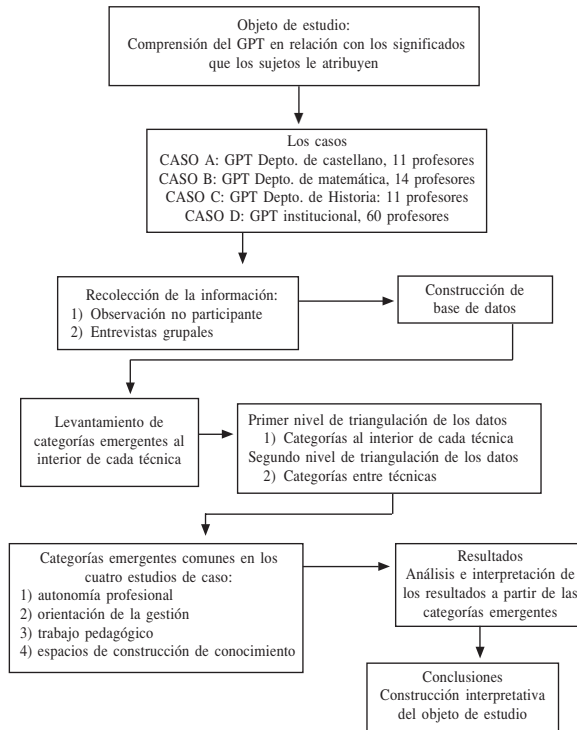 Objeto de estudio:
Comprensión del GPT en relación con los significados
que los sujetos le atribuyen
Los casos
CASO A: GPT Depto. de castellano, 11 profesores
CASO B: GPT Depto. de matemática, 14 profesores
CASO C: GPT Depto. de Historia: 11 profesores
CASO D: GPT institucional, 60 profesores
Recolección de la información:
1) Observación no participante
2) Entrevistas grupales
Construcción de
base de datos
Levantamiento de
categorías emergentes al
interior de cada técnica
Primer nivel de triangulación de los datos
1) Categorías al interior de cada técnica
Segundo nivel de triangulación de los datos
2) Categorías entre técnicas
Categorías emergentes comunes en los
cuatro estudios de caso:
1) autonomía profesional
2) orientación de la gestión
3) trabajo pedagógico
4) espacios de construcción de conocimiento
Resultados
Análisis e interpretación de
los resultados a partir de las
categorías emergentes
Conclusiones
Construcción interpretativa
del objeto de estudio